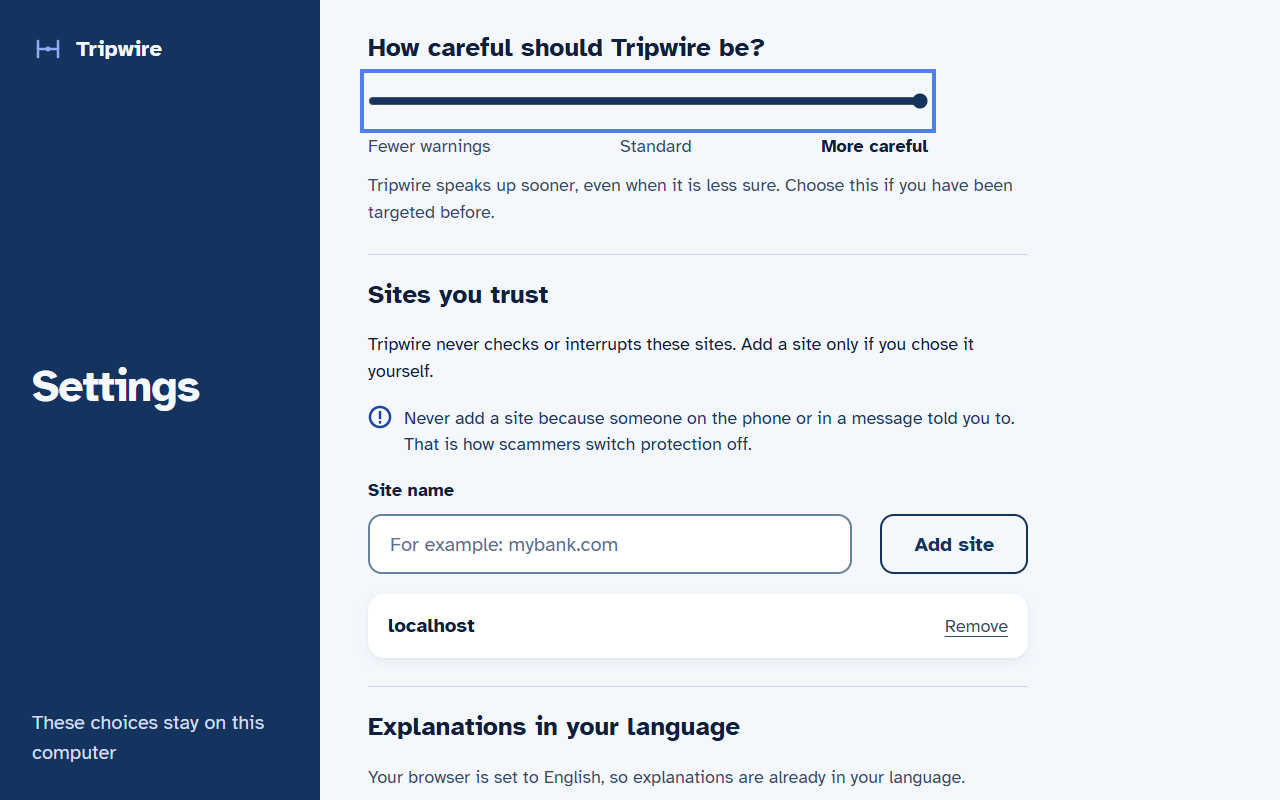 Tripwire
Settings
These choices stay on this
computer
How careful should Tripwire be?
Fewer warnings
Standard
More careful
Tripwire speaks up sooner, even when it is less sure. Choose this if you have been
targeted before.
Sites you trust
Tripwire never checks or interrupts these sites. Add a site only if you chose it
yourself.
Never add a site because someone on the phone or in a message told you to.
That is how scammers switch protection off.
Site name
For example: mybank.com
Add site
localhost
Remove
Explanations in your language
Your browser is set to English, so explanations are already in your language.